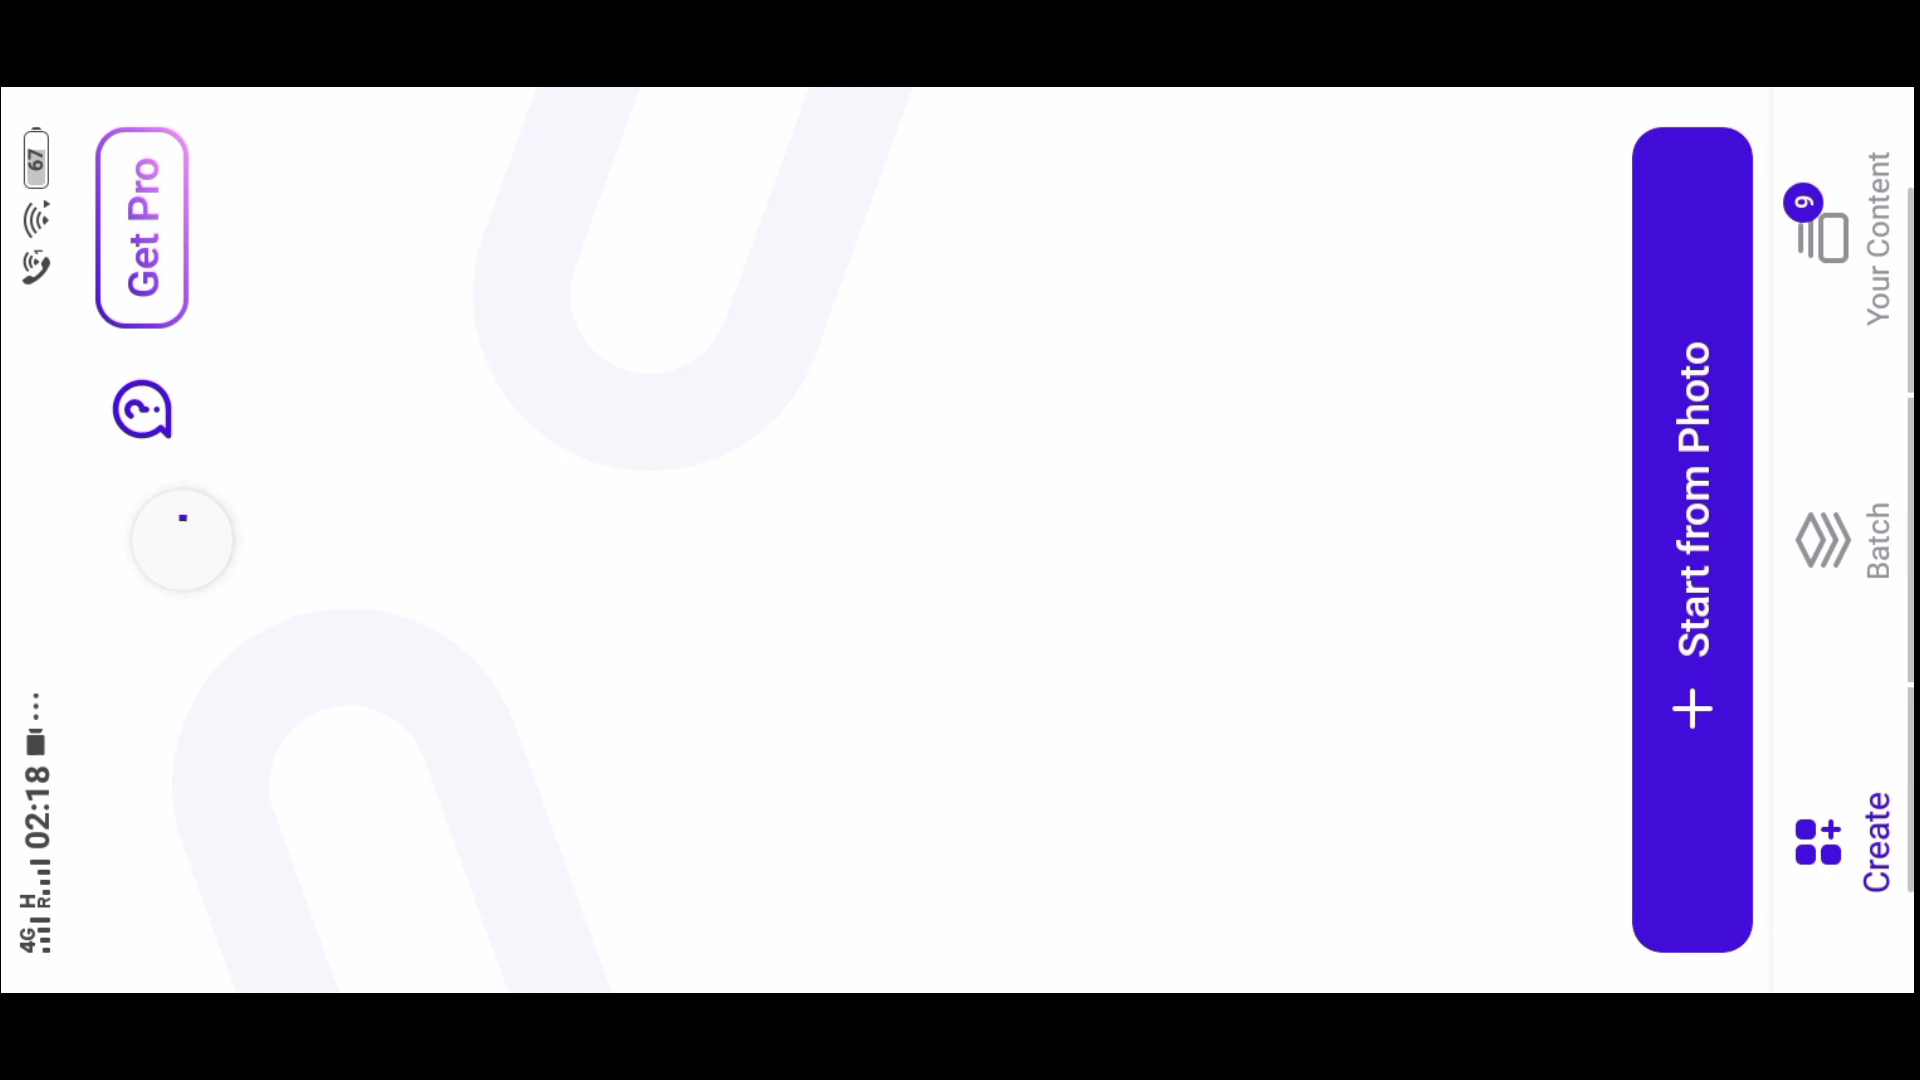 4G H R 02:18 ...
67
Get Pro
+ Start from Photo
Create
Batch
9
Your Content